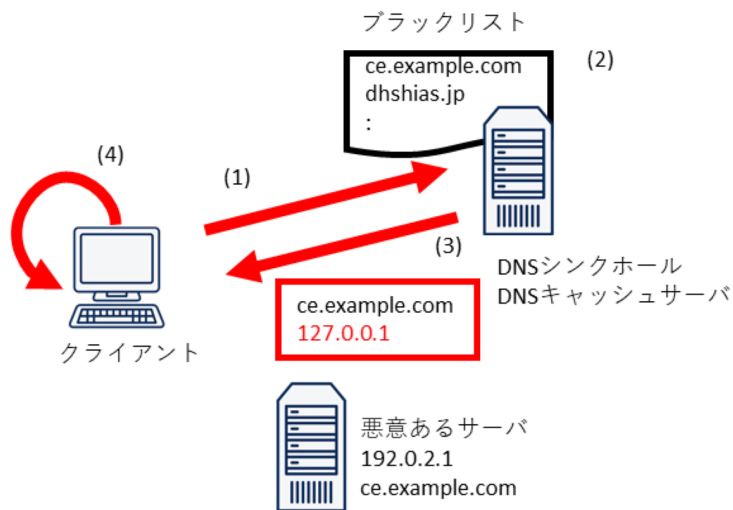 ブラックリスト
ce.example.com
dhshias.jp
:
(2)
(4)
(1)
(3)
DNSシンクホール
DNSキャッシュサーバ
ce.example.com
127.0.0.1
クライアント
悪意あるサーバ
192.0.2.1
ce.example.com